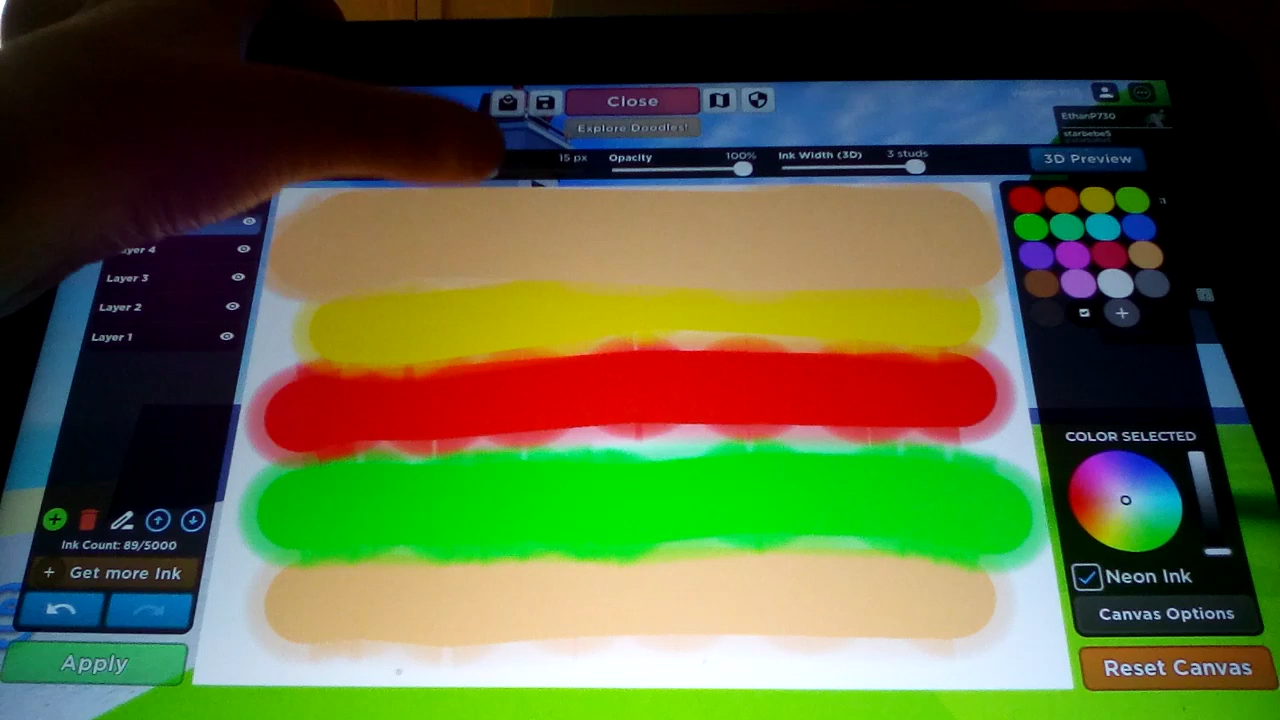 Close
Explore Doodles!
EthanP730
starbebe5
15 px
Opacity
100%
Ink Width (3D)
3 studs
3D Preview
Layer 4
Layer 3
Layer 2
Layer 1
Ink Count: 89/5000
+ Get more Ink
Apply
COLOR SELECTED
Neon Ink
Canvas Options
Reset Canvas